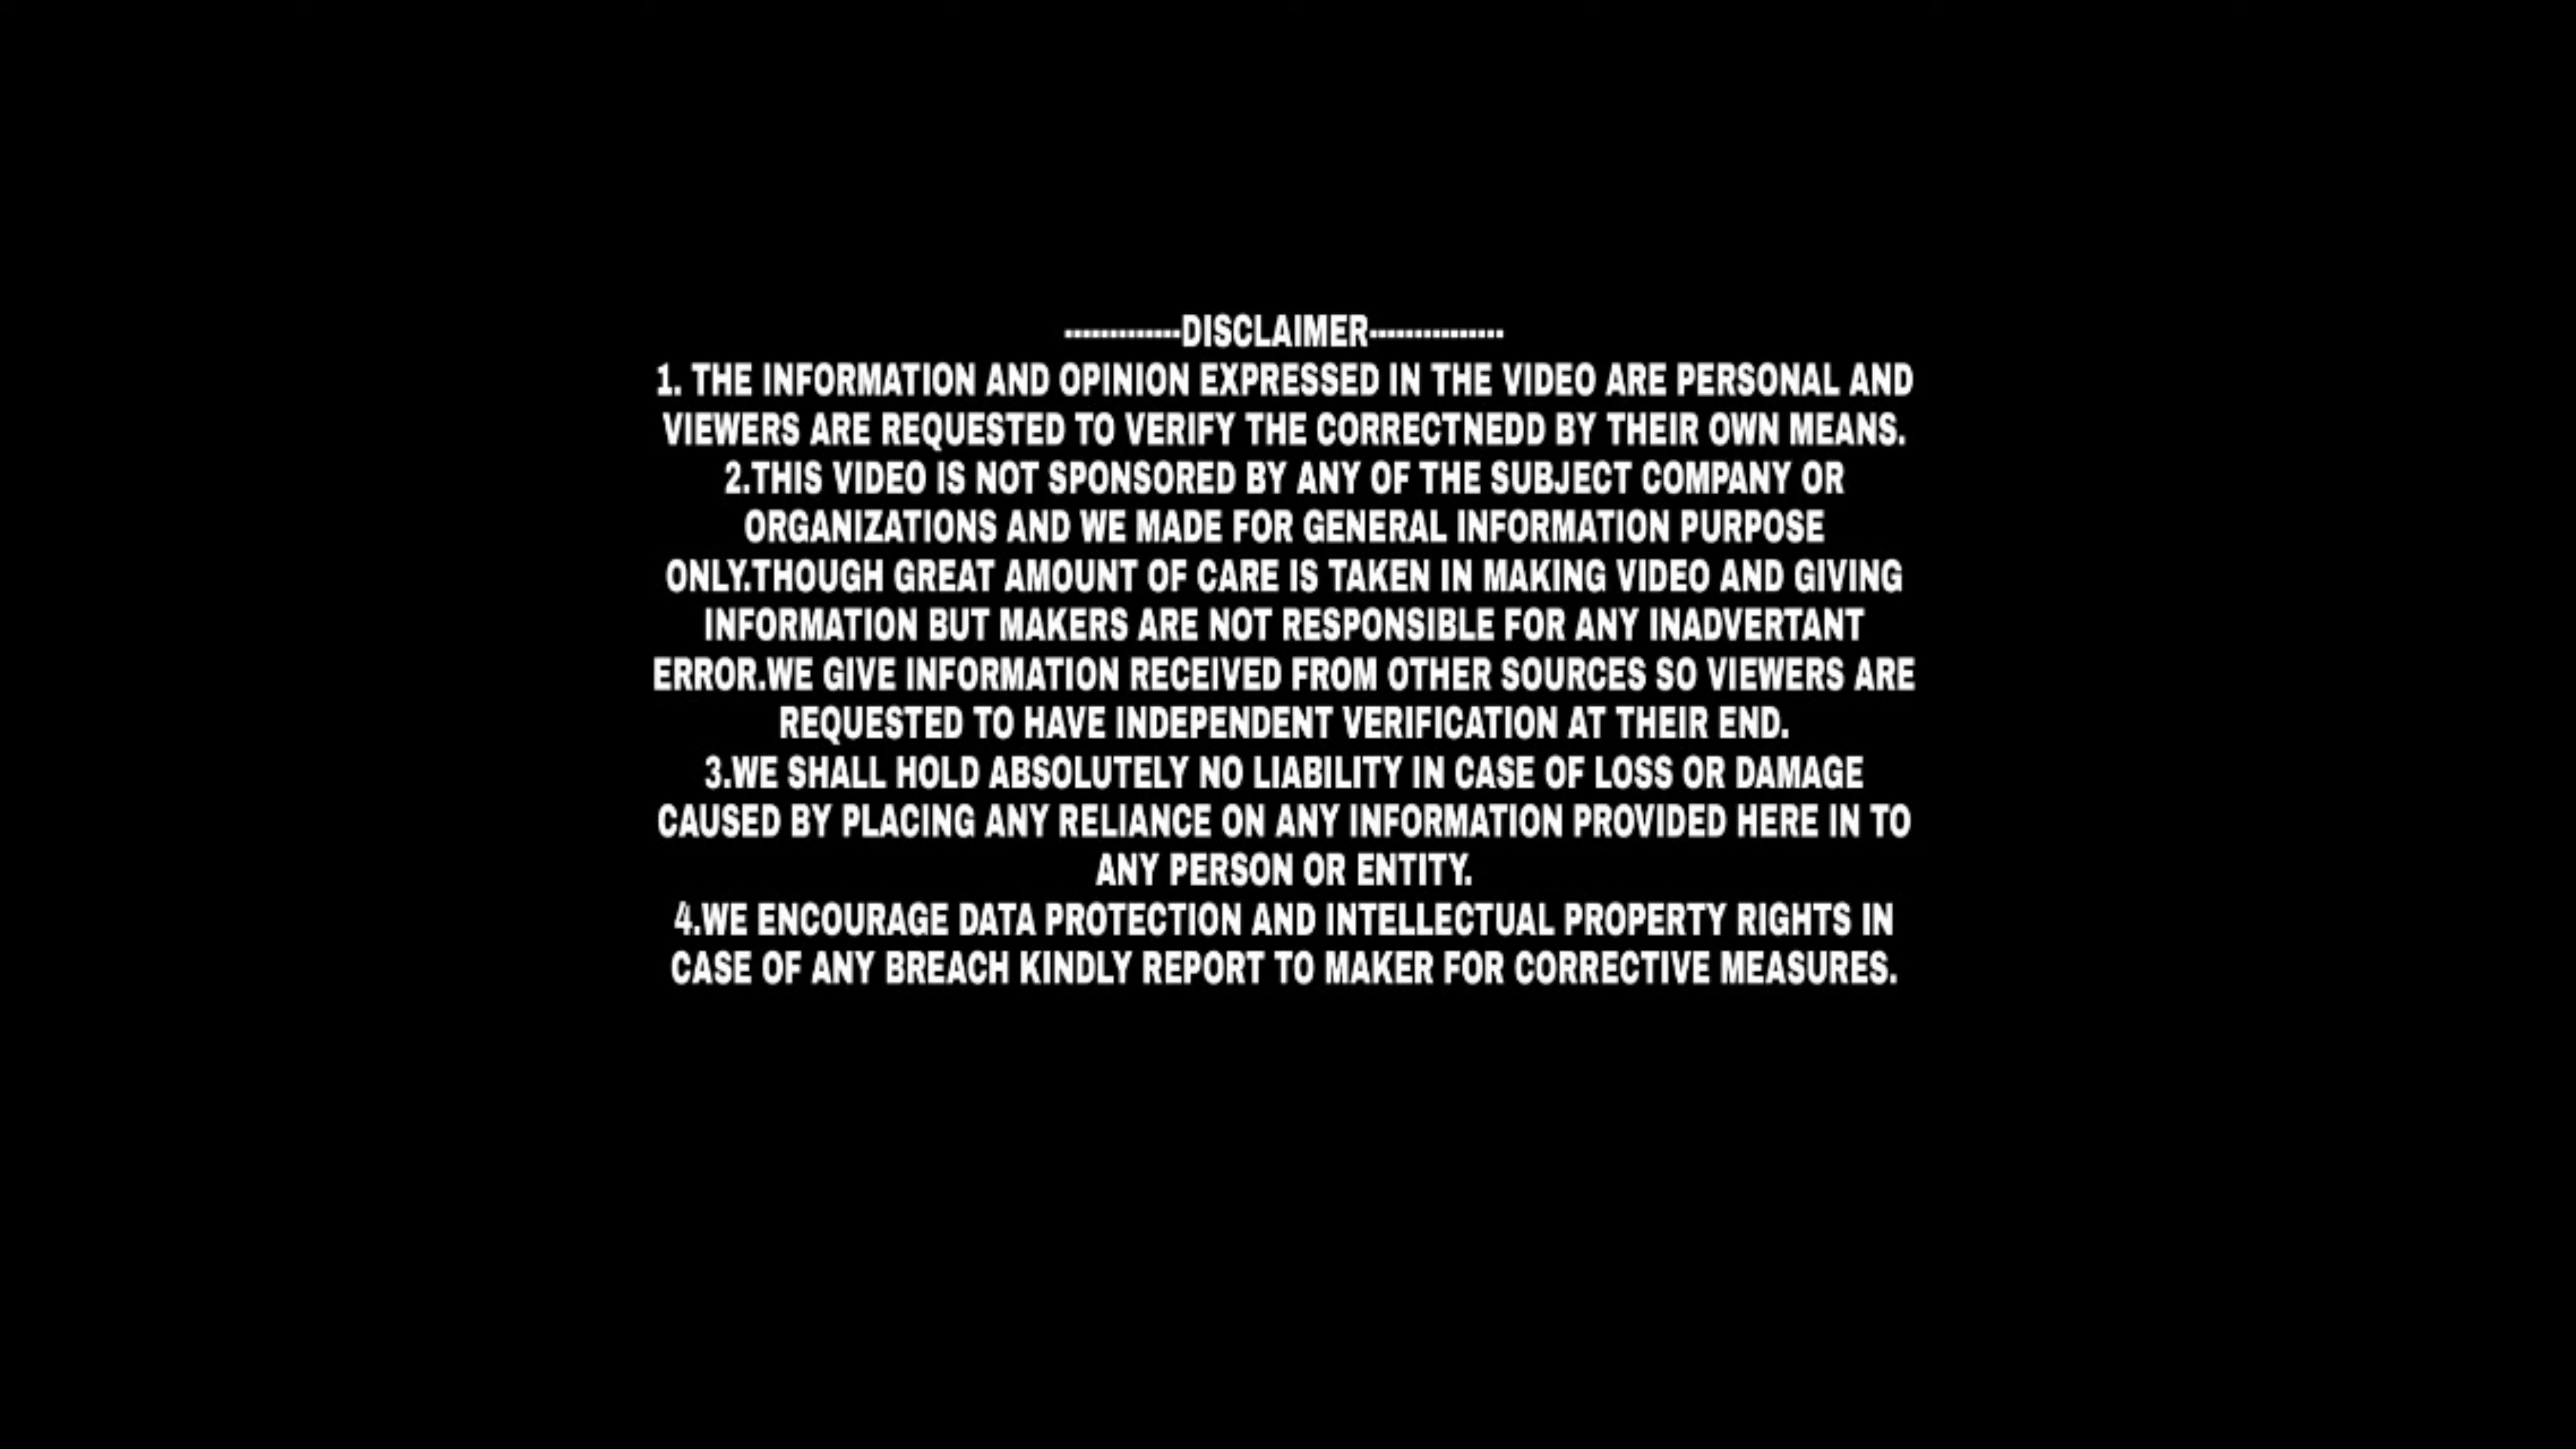 -------------DISCLAIMER---------------
1. THE INFORMATION AND OPINION EXPRESSED IN THE VIDEO ARE PERSONAL AND
VIEWERS ARE REQUESTED TO VERIFY THE CORRECTNEDD BY THEIR OWN MEANS.
2.THIS VIDEO IS NOT SPONSORED BY ANY OF THE SUBJECT COMPANY OR
ORGANIZATIONS AND WE MADE FOR GENERAL INFORMATION PURPOSE
ONLY.THOUGH GREAT AMOUNT OF CARE IS TAKEN IN MAKING VIDEO AND GIVING
INFORMATION BUT MAKERS ARE NOT RESPONSIBLE FOR ANY INADVERTANT
ERROR.WE GIVE INFORMATION RECEIVED FROM OTHER SOURCES SO VIEWERS ARE
REQUESTED TO HAVE INDEPENDENT VERIFICATION AT THEIR END.
3.WE SHALL HOLD ABSOLUTELY NO LIABILITY IN CASE OF LOSS OR DAMAGE
CAUSED BY PLACING ANY RELIANCE ON ANY INFORMATION PROVIDED HERE IN TO
ANY PERSON OR ENTITY.
4.WE ENCOURAGE DATA PROTECTION AND INTELLECTUAL PROPERTY RIGHTS IN
CASE OF ANY BREACH KINDLY REPORT TO MAKER FOR CORRECTIVE MEASURES.